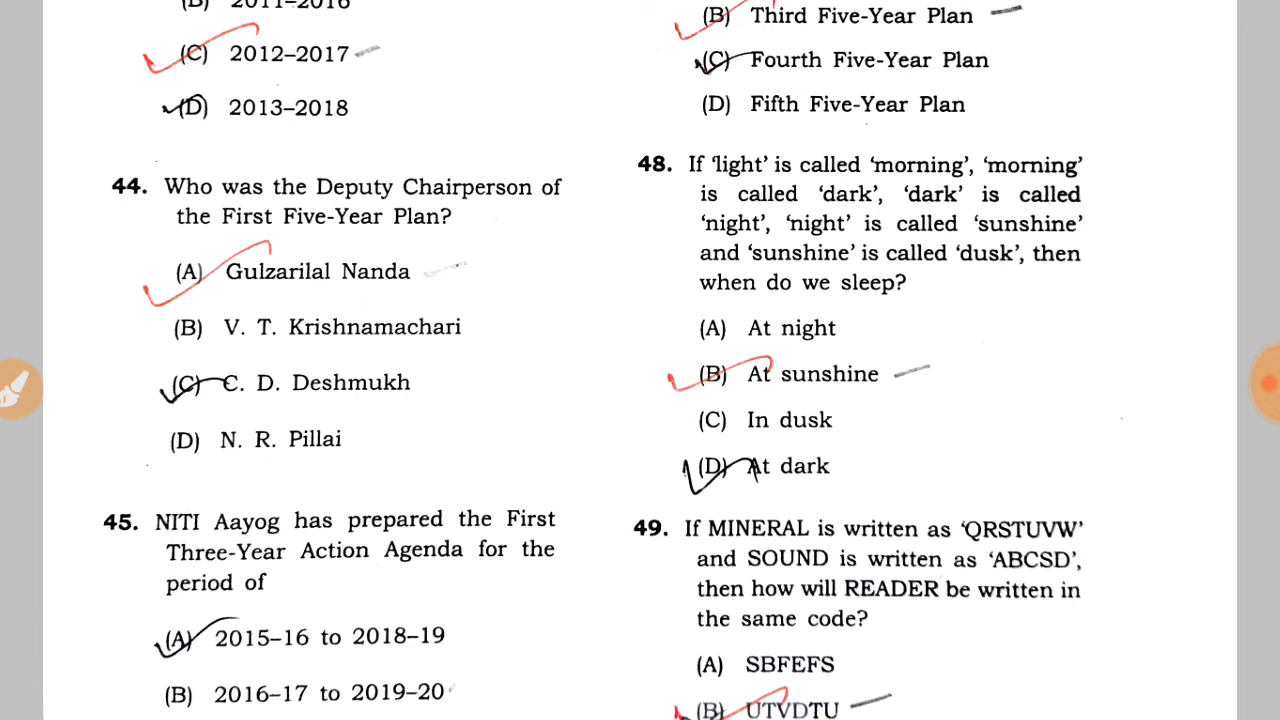 (B) 2011–2016
(C) 2012–2017
(D) 2013–2018
44. Who was the Deputy Chairperson of
the First Five-Year Plan?
(A) Gulzarilal Nanda
(B) V. T. Krishnamachari
(C) C. D. Deshmukh
(D) N. R. Pillai
45. NITI Aayog has prepared the First
Three-Year Action Agenda for the
period of
(A) 2015–16 to 2018–19
(B) 2016–17 to 2019–20
(B) Third Five-Year Plan
(C) Fourth Five-Year Plan
(D) Fifth Five-Year Plan
48. If 'light' is called 'morning', 'morning'
is called 'dark', 'dark' is called
'night', 'night' is called 'sunshine'
and 'sunshine' is called 'dusk', then
when do we sleep?
(A) At night
(B) At sunshine
(C) In dusk
(D) At dark
49. If MINERAL is written as 'QRSTUVW'
and SOUND is written as 'ABCSD',
then how will READER be written in
the same code?
(A) SBFEFS
(B) UTVDTU